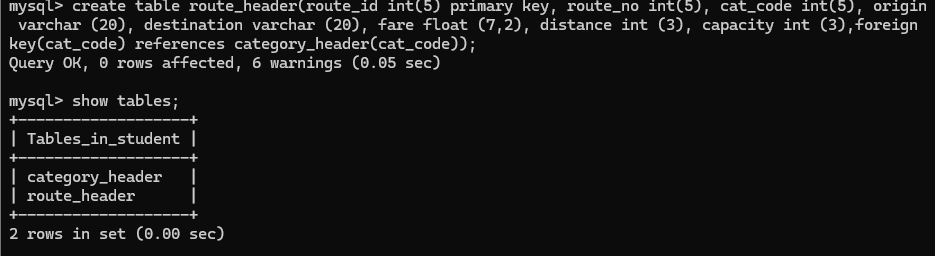 mysql> create table route_header(route_id int(5) primary key, route_no int(5), cat_code int(5), origin
 varchar (20), destination varchar (20), fare float (7,2), distance int (3), capacity int (3),foreign
key(cat_code) references category_header(cat_code));
Query OK, 0 rows affected, 6 warnings (0.05 sec)
mysql> show tables;
+-------------------+
| Tables_in_student |
+-------------------+
| category_header   |
| route_header      |
+-------------------+
2 rows in set (0.00 sec)